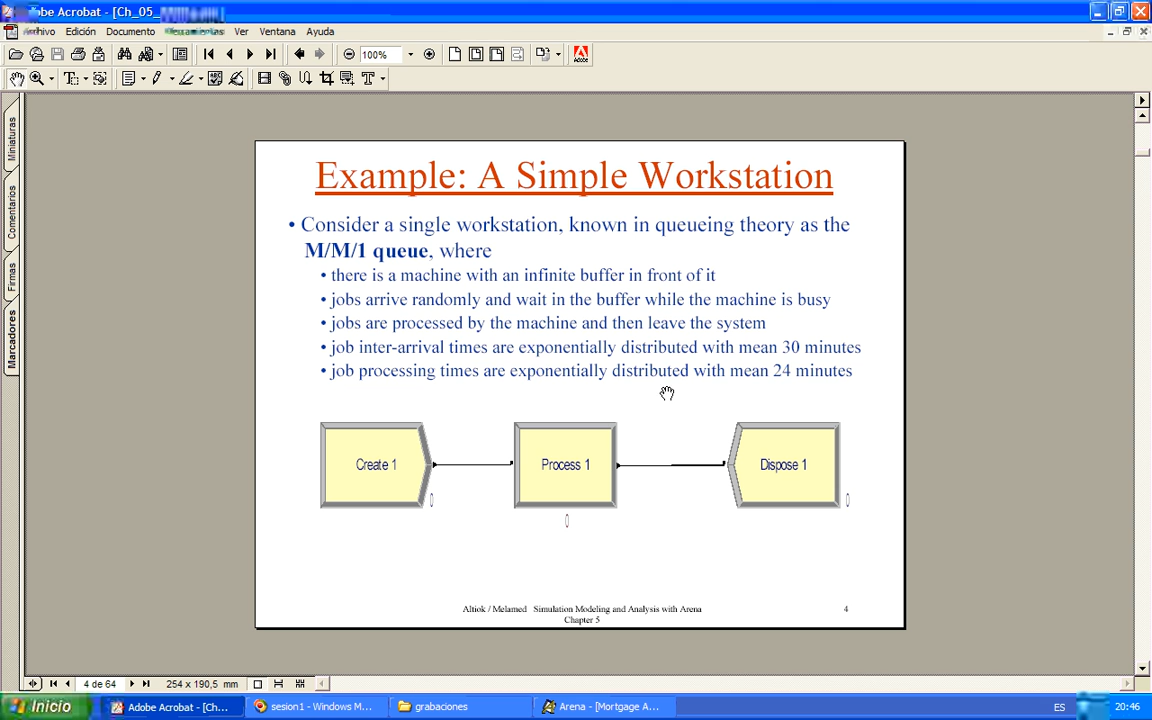 Adobe Acrobat - [Ch_05_
Archivo Edición Documento Herramientas Ver Ventana Ayuda
100%
Miniaturas
Comentarios
Firmas
Marcadores
Example: A Simple Workstation
• Consider a single workstation, known in queueing theory as the
M/M/1 queue, where
• there is a machine with an infinite buffer in front of it
• jobs arrive randomly and wait in the buffer while the machine is busy
• jobs are processed by the machine and then leave the system
• job inter-arrival times are exponentially distributed with mean 30 minutes
• job processing times are exponentially distributed with mean 24 minutes
Create 1 Process 1 Dispose 1
0 0
0
Altiok / Melamed Simulation Modeling and Analysis with Arena 4
Chapter 5
4 de 64 254 x 190,5 mm
Inicio Adobe Acrobat - [Ch... sesion1 - Windows M... grabaciones Arena - [Mortgage A... ES 20:46